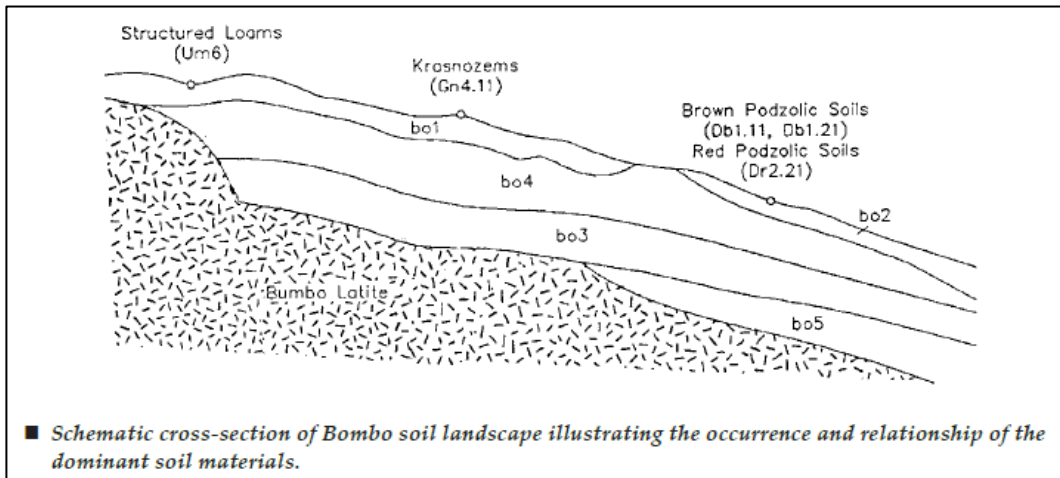 Structured Loams
(Um6)
Krasnozems
(Gn4.11)
Brown Podzolic Soils
(Db1.11, Db1.21)
Red Podzolic Soils
(Dr2.21)
bo1
bo4
bo2
bo3
Bumbo Latite
bo5
■ Schematic cross-section of Bombo soil landscape illustrating the occurrence and relationship of the
dominant soil materials.